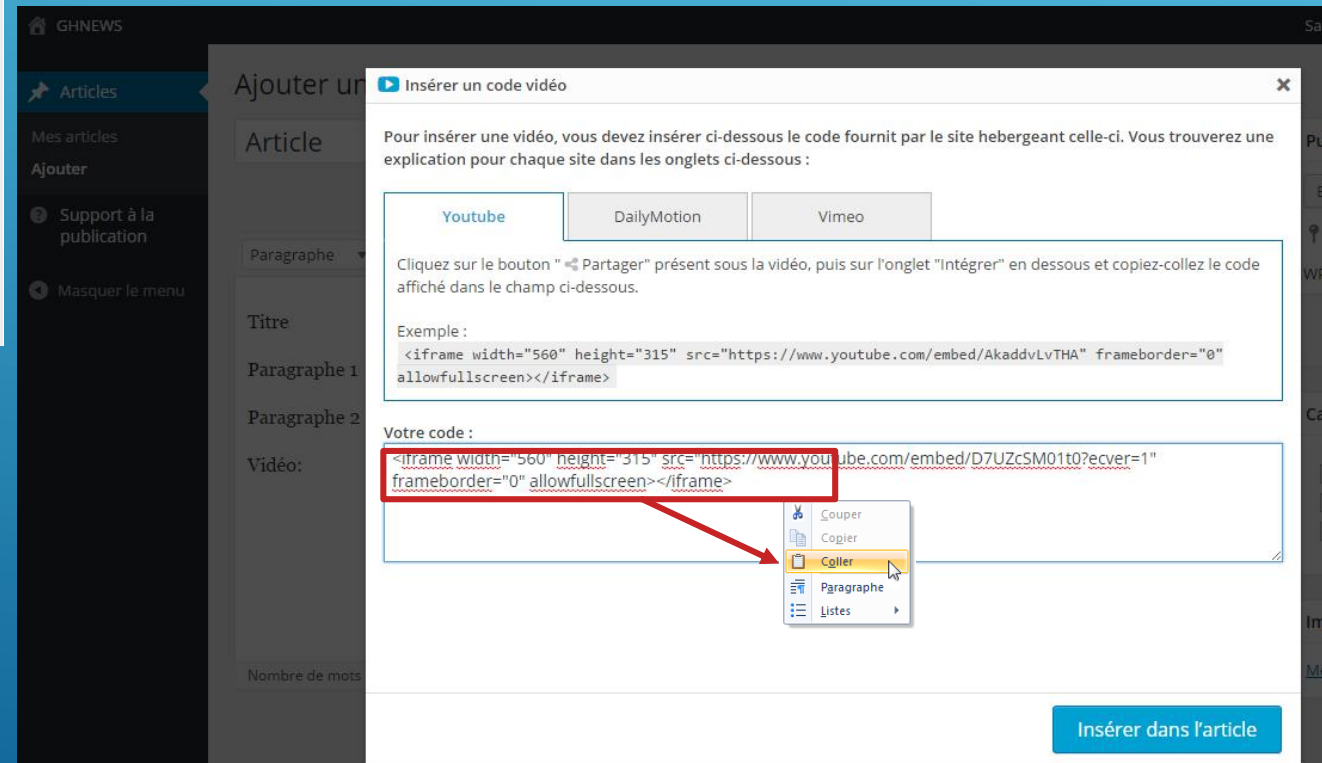 GHNEWS
Sa
Articles
Mes articles
Ajouter
Support à la
publication
Masquer le menu
Ajouter un
Article
Paragraphe
Titre
Paragraphe 1
Paragraphe 2
Vidéo:
Nombre de mots
Insérer un code vidéo
Pour insérer une vidéo, vous devez insérer ci-dessous le code fournit par le site hebergeant celle-ci. Vous trouverez une
explication pour chaque site dans les onglets ci-dessous :
Youtube
DailyMotion
Vimeo
Cliquez sur le bouton " Partager" présent sous la vidéo, puis sur l'onglet "Intégrer" en dessous et copiez-collez le code
affiché dans le champ ci-dessous.
Exemple :
<iframe width="560" height="315" src="https://www.youtube.com/embed/AkaddvLvTHA" frameborder="0"
allowfullscreen></iframe>
Votre code :
<iframe width="560" height="315" src="https://www.youtube.com/embed/D7UZcSM01t0?ecver=1"
frameborder="0" allowfullscreen></iframe>
Couper
Copier
Coller
Paragraphe
Listes
Insérer dans l'article
Pu
WP
Ca
Im